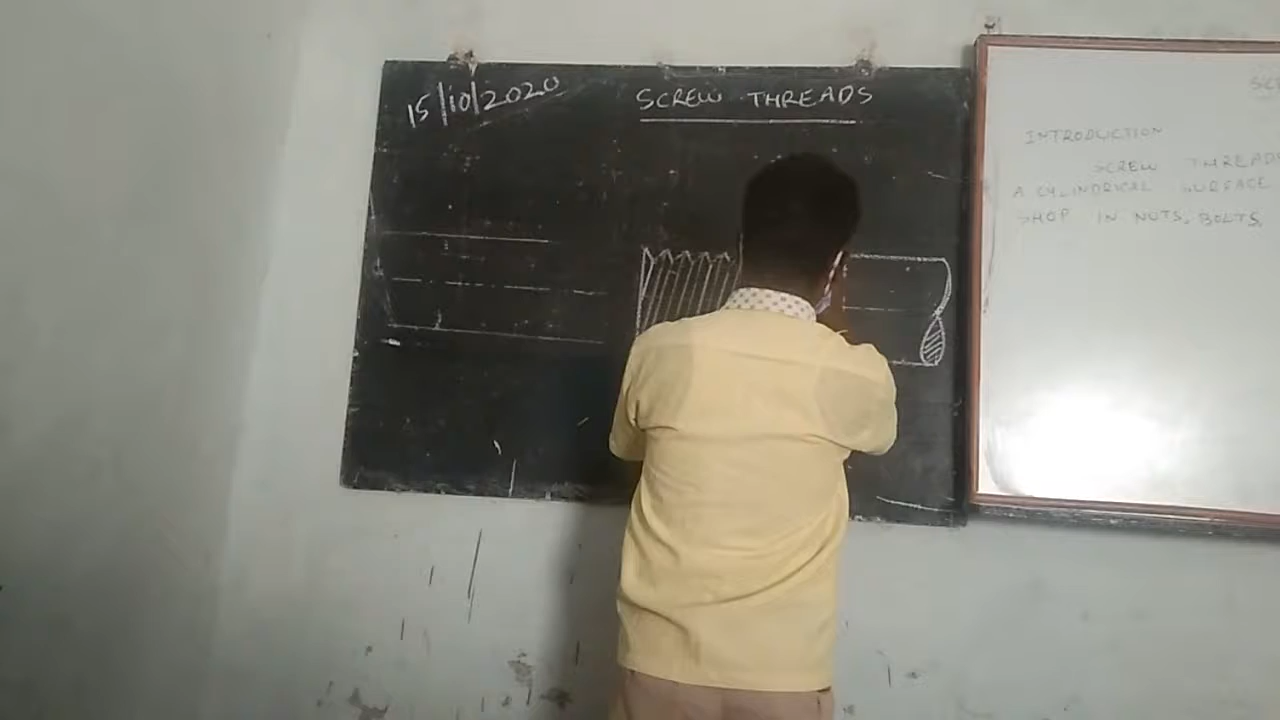 15/10/2020
SCREW THREADS
INTRODUCTION
SCREW THREADS
A CYLINDRICAL SURFACE
SHOP IN NUTS, BOLTS,